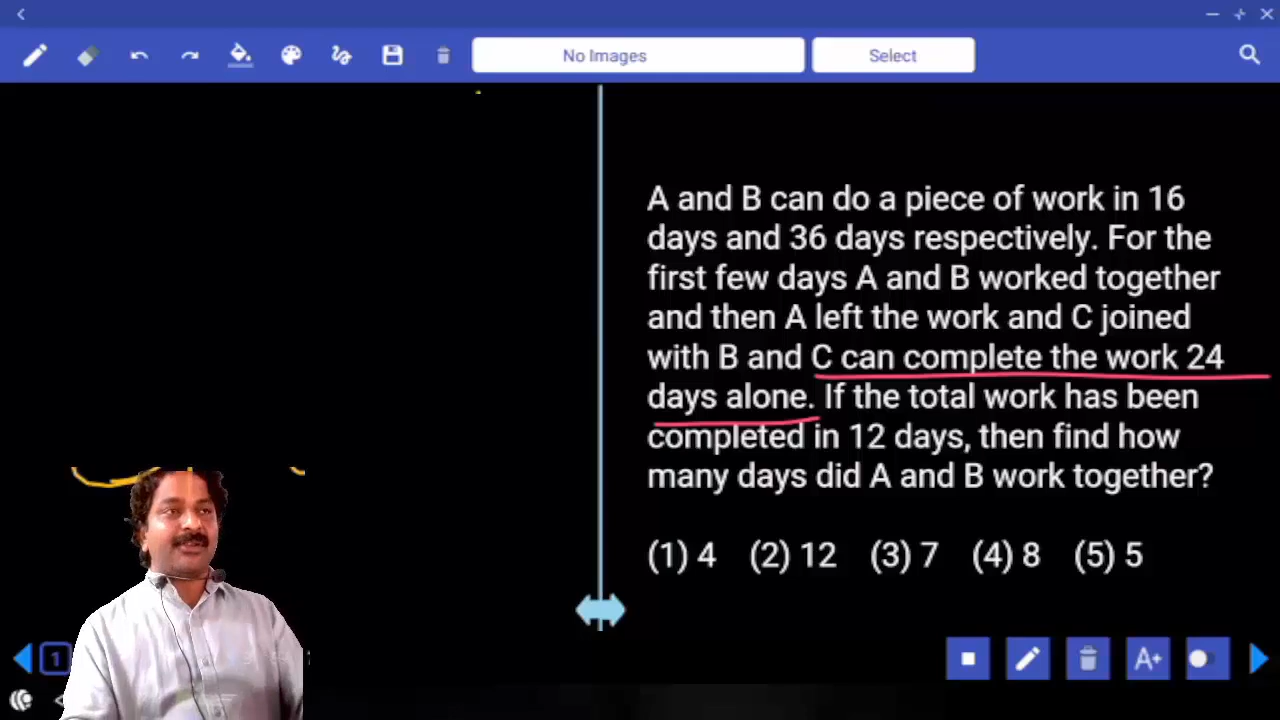 No Images
Select
A and B can do a piece of work in 16
days and 36 days respectively. For the
first few days A and B worked together
and then A left the work and C joined
with B and C can complete the work 24
days alone. If the total work has been
completed in 12 days, then find how
many days did A and B work together?
(1) 4 (2) 12 (3) 7 (4) 8 (5) 5
1
A+